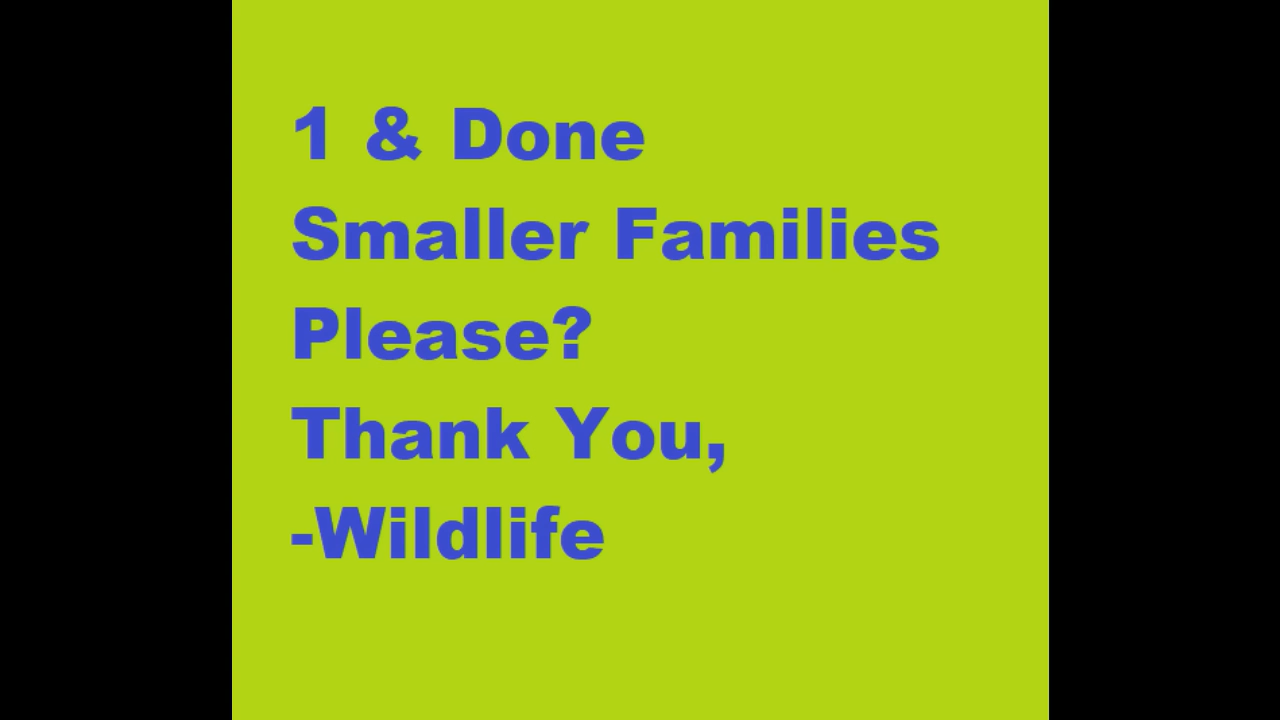 1 & Done
Smaller Families
Please?
Thank You,
-Wildlife